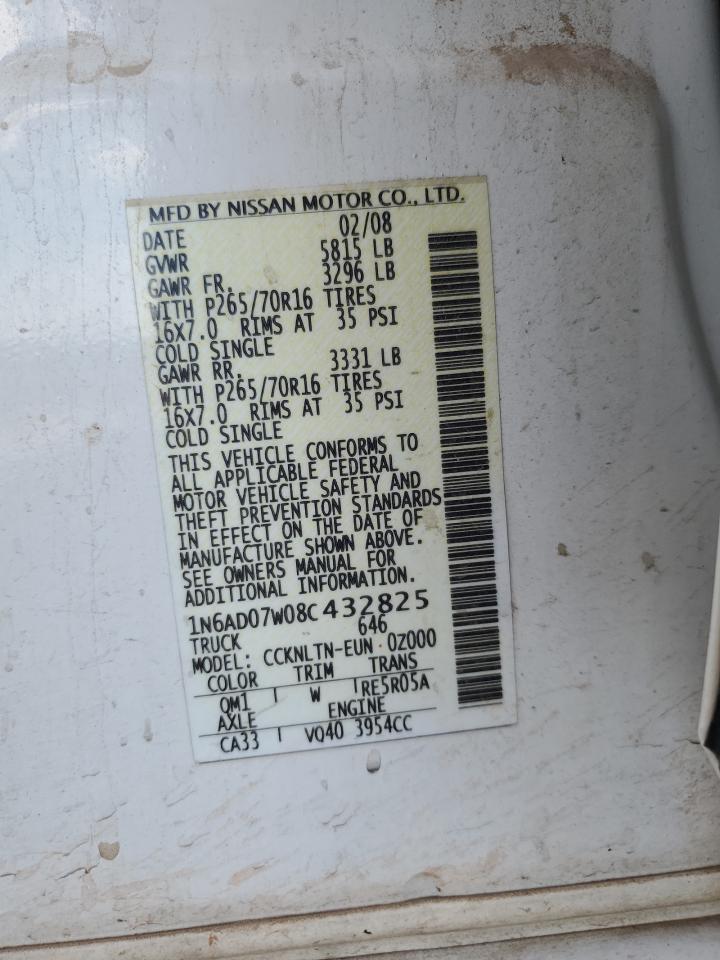 MFD BY NISSAN MOTOR CO., LTD.
DATE 02/08
GVWR 5815 LB
GAWR FR. 3296 LB
WITH P265/70R16 TIRES
16X7.0 RIMS AT 35 PSI
COLD SINGLE
GAWR RR. 3331 LB
WITH P265/70R16 TIRES
16X7.0 RIMS AT 35 PSI
COLD SINGLE
THIS VEHICLE CONFORMS TO
ALL APPLICABLE FEDERAL
MOTOR VEHICLE SAFETY AND
THEFT PREVENTION STANDARDS
IN EFFECT ON THE DATE OF
MANUFACTURE SHOWN ABOVE.
SEE OWNERS MANUAL FOR
ADDITIONAL INFORMATION.
1N6AD07W08C432825
TRUCK 646
MODEL: CCKNLTN-EUN 0Z000
COLOR TRIM TRANS
QM1 W RE5R05A
AXLE ENGINE
CA33 VQ40 3954CC